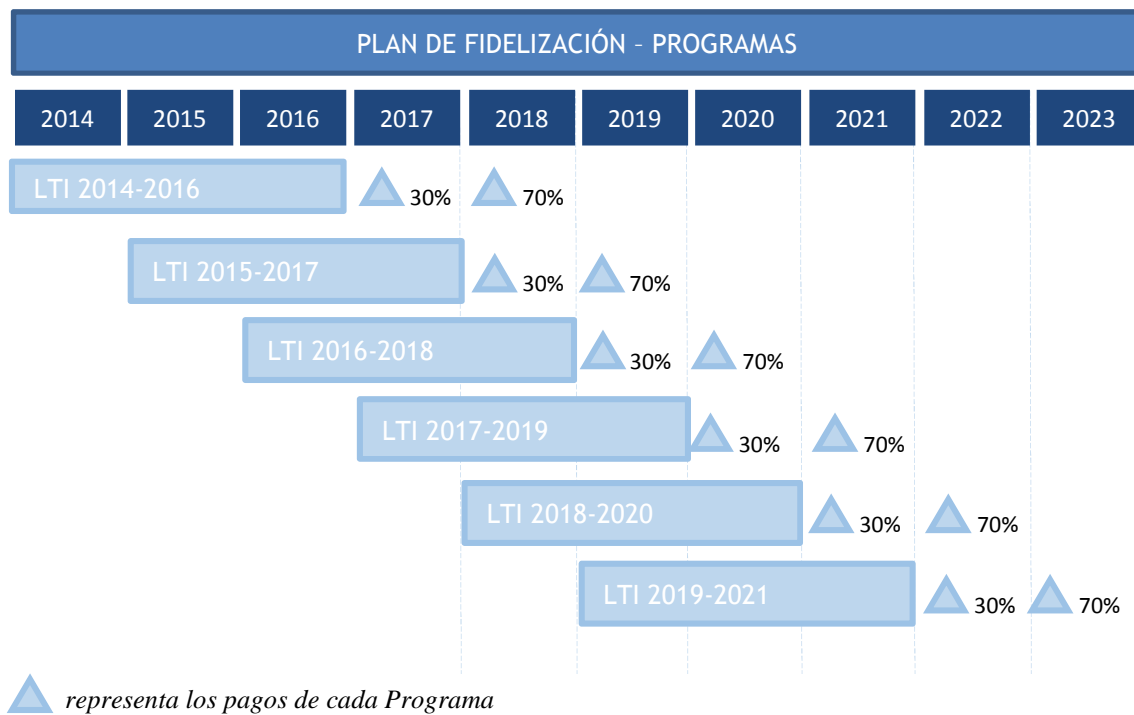 PLAN DE FIDELIZACIÓN – PROGRAMAS
2014 2015 2016 2017 2018 2019 2020 2021 2022 2023
LTI 2014-2016 30% 70%
LTI 2015-2017 30% 70%
LTI 2016-2018 30% 70%
LTI 2017-2019 30% 70%
LTI 2018-2020 30% 70%
LTI 2019-2021 30% 70%
representa los pagos de cada Programa